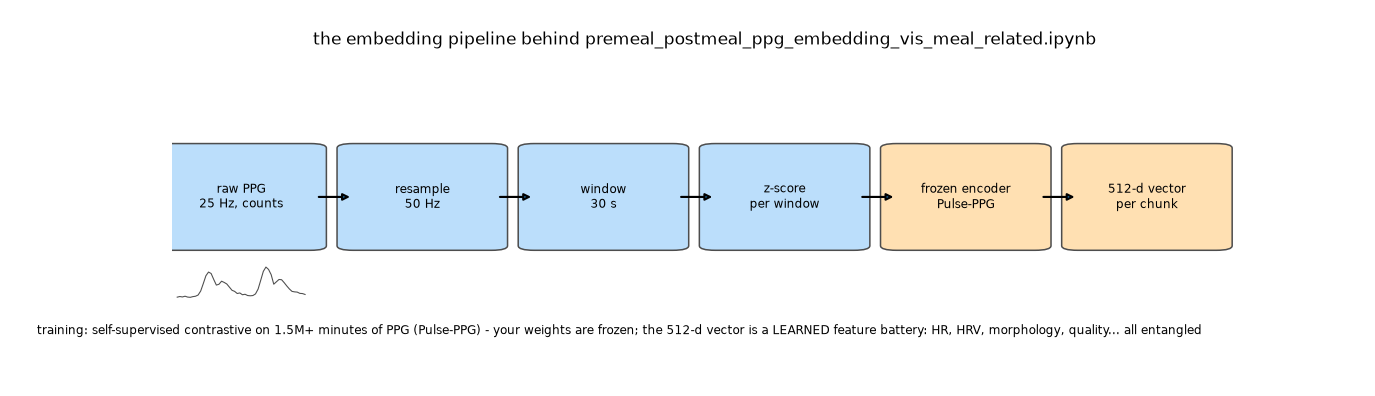 the embedding pipeline behind premeal_postmeal_ppg_embedding_vis_meal_related.ipynb
raw PPG
25 Hz, counts
resample
50 Hz
window
30 s
z-score
per window
frozen encoder
Pulse-PPG
512-d vector
per chunk
training: self-supervised contrastive on 1.5M+ minutes of PPG (Pulse-PPG) - your weights are frozen; the 512-d vector is a LEARNED feature battery: HR, HRV, morphology, quality... all entangled